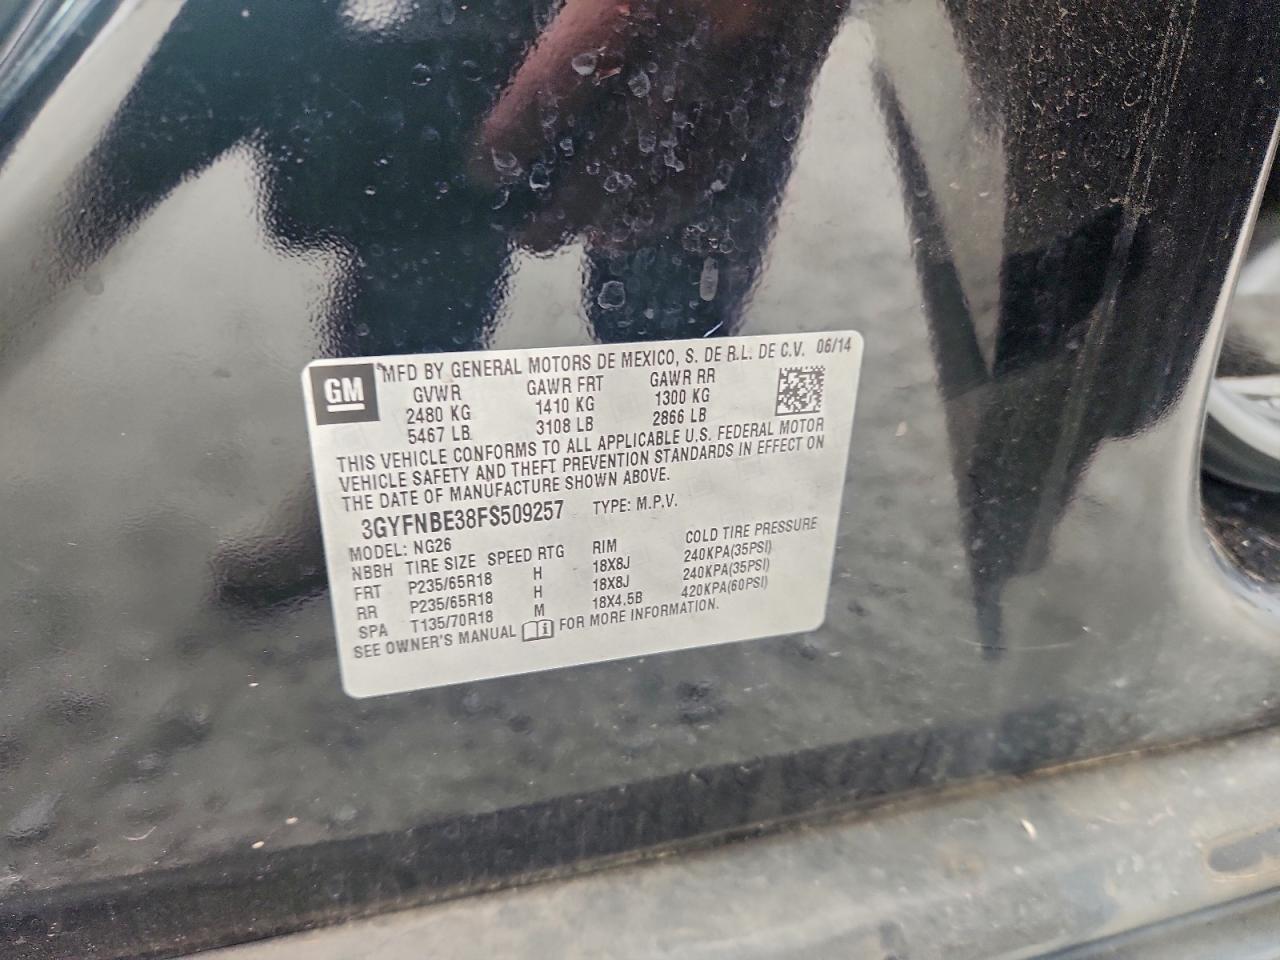 GM
MFD BY GENERAL MOTORS DE MEXICO, S. DE R.L. DE C.V. 06/14
GVWR GAWR FRT GAWR RR
2480 KG 1410 KG 1300 KG
5467 LB 3108 LB 2866 LB
THIS VEHICLE CONFORMS TO ALL APPLICABLE U.S. FEDERAL MOTOR
VEHICLE SAFETY AND THEFT PREVENTION STANDARDS IN EFFECT ON
THE DATE OF MANUFACTURE SHOWN ABOVE.
3GYFNBE38FS509257 TYPE: M.P.V.
MODEL: NG26
NBBH TIRE SIZE SPEED RTG RIM COLD TIRE PRESSURE
FRT P235/65R18 H 18X8J 240KPA(35PSI)
RR P235/65R18 H 18X8J 240KPA(35PSI)
SPA T135/70R18 M 18X4.5B 420KPA(60PSI)
SEE OWNER'S MANUAL FOR MORE INFORMATION.